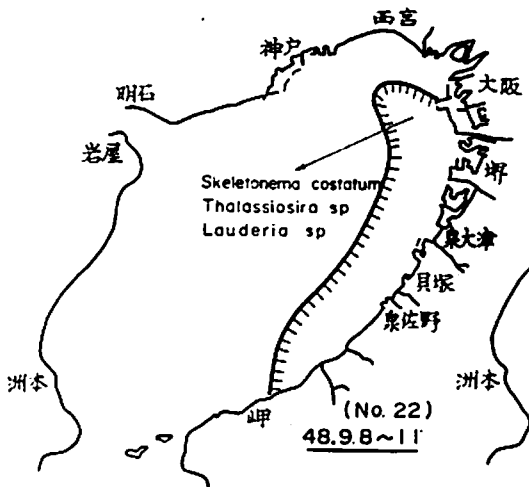 西宮
神戸
大阪
明石
岩屋
堺
Skeletonema costatum
Thalassiosira sp
Lauderia sp
泉大津
貝塚
泉佐野
洲本
洲本
岬
(No. 22)
48.9.8~11